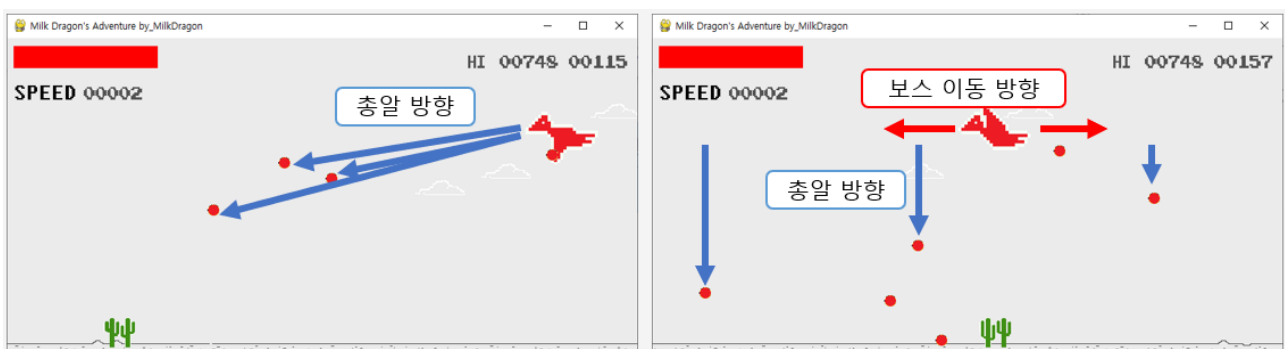 Milk Dragon's Adventure by_MilkDragon
HI 00748 00115
SPEED 00002
총알 방향
Milk Dragon's Adventure by_MilkDragon
HI 00748 00157
SPEED 00002
보스 이동 방향
총알 방향